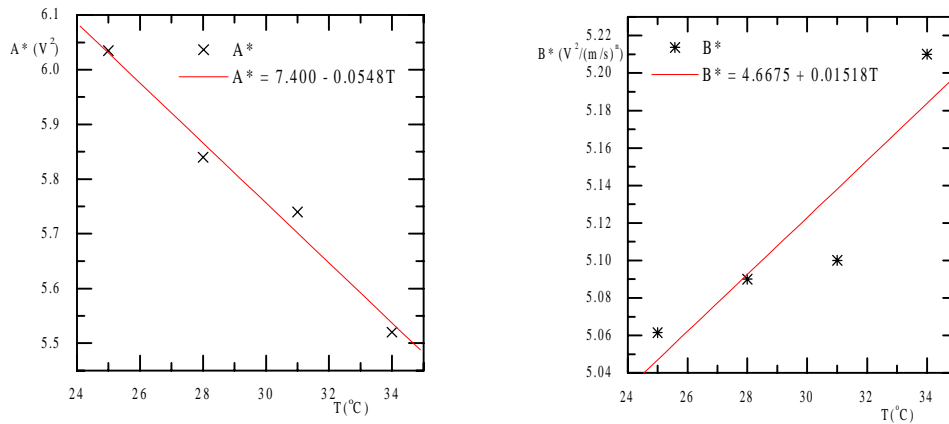 6.1
A* (V²)
6.0
5.9
5.8
5.7
5.6
5.5
A*
A* = 7.400 - 0.0548T
24 26 28 30 32 34
T(°C)
5.22
B* (V²/(m/s)ⁿ)
5.20
5.18
5.16
5.14
5.12
5.10
5.08
5.06
5.04
B*
B* = 4.6675 + 0.01518T
24 26 28 30 32 34
T(°C)